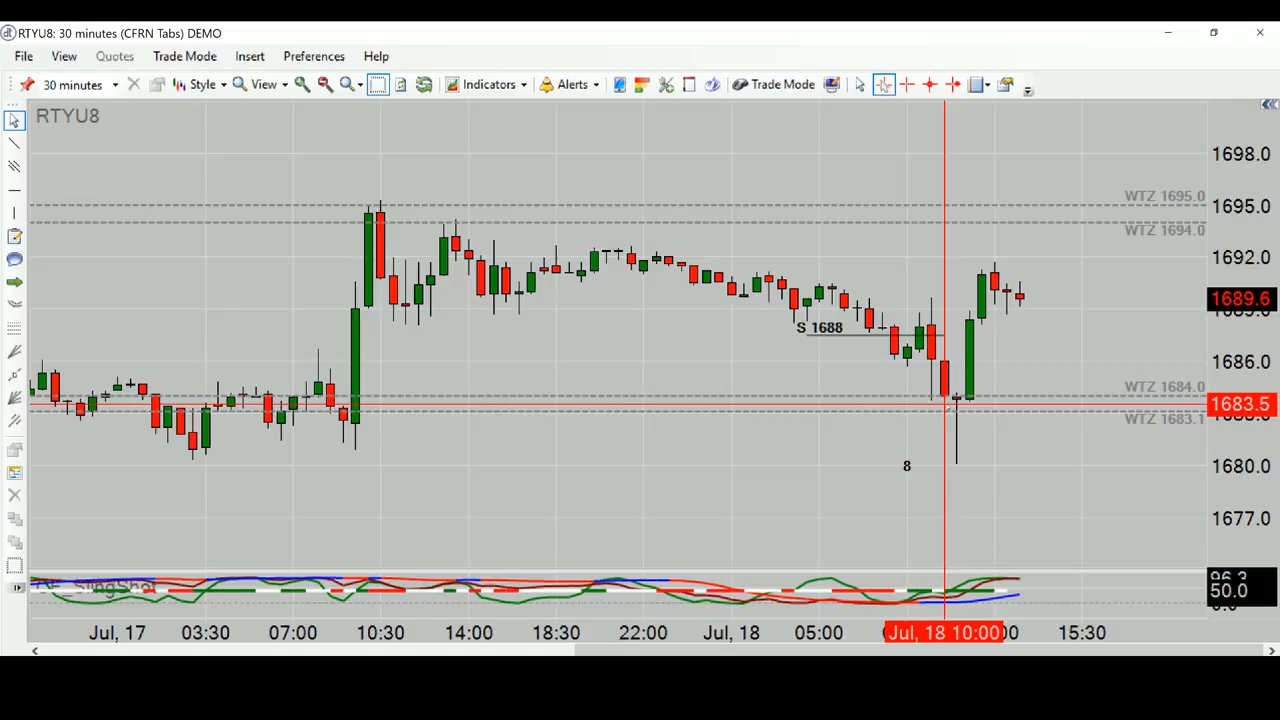 RTYU8: 30 minutes (CFRN Tabs) DEMO
File View Quotes Trade Mode Insert Preferences Help
30 minutes Style View Indicators Alerts Trade Mode
RTYU8
1698.0
WTZ 1695.0
1695.0
WTZ 1694.0
1692.0
1689.6
S 1688
1686.0
WTZ 1684.0
1683.5
WTZ 1683.1
8
1680.0
1677.0
SlingShot
96.3
50.0
Jul, 17 03:30 07:00 10:30 14:00 18:30 22:00 Jul, 18 05:00 Jul, 18 10:00 15:30